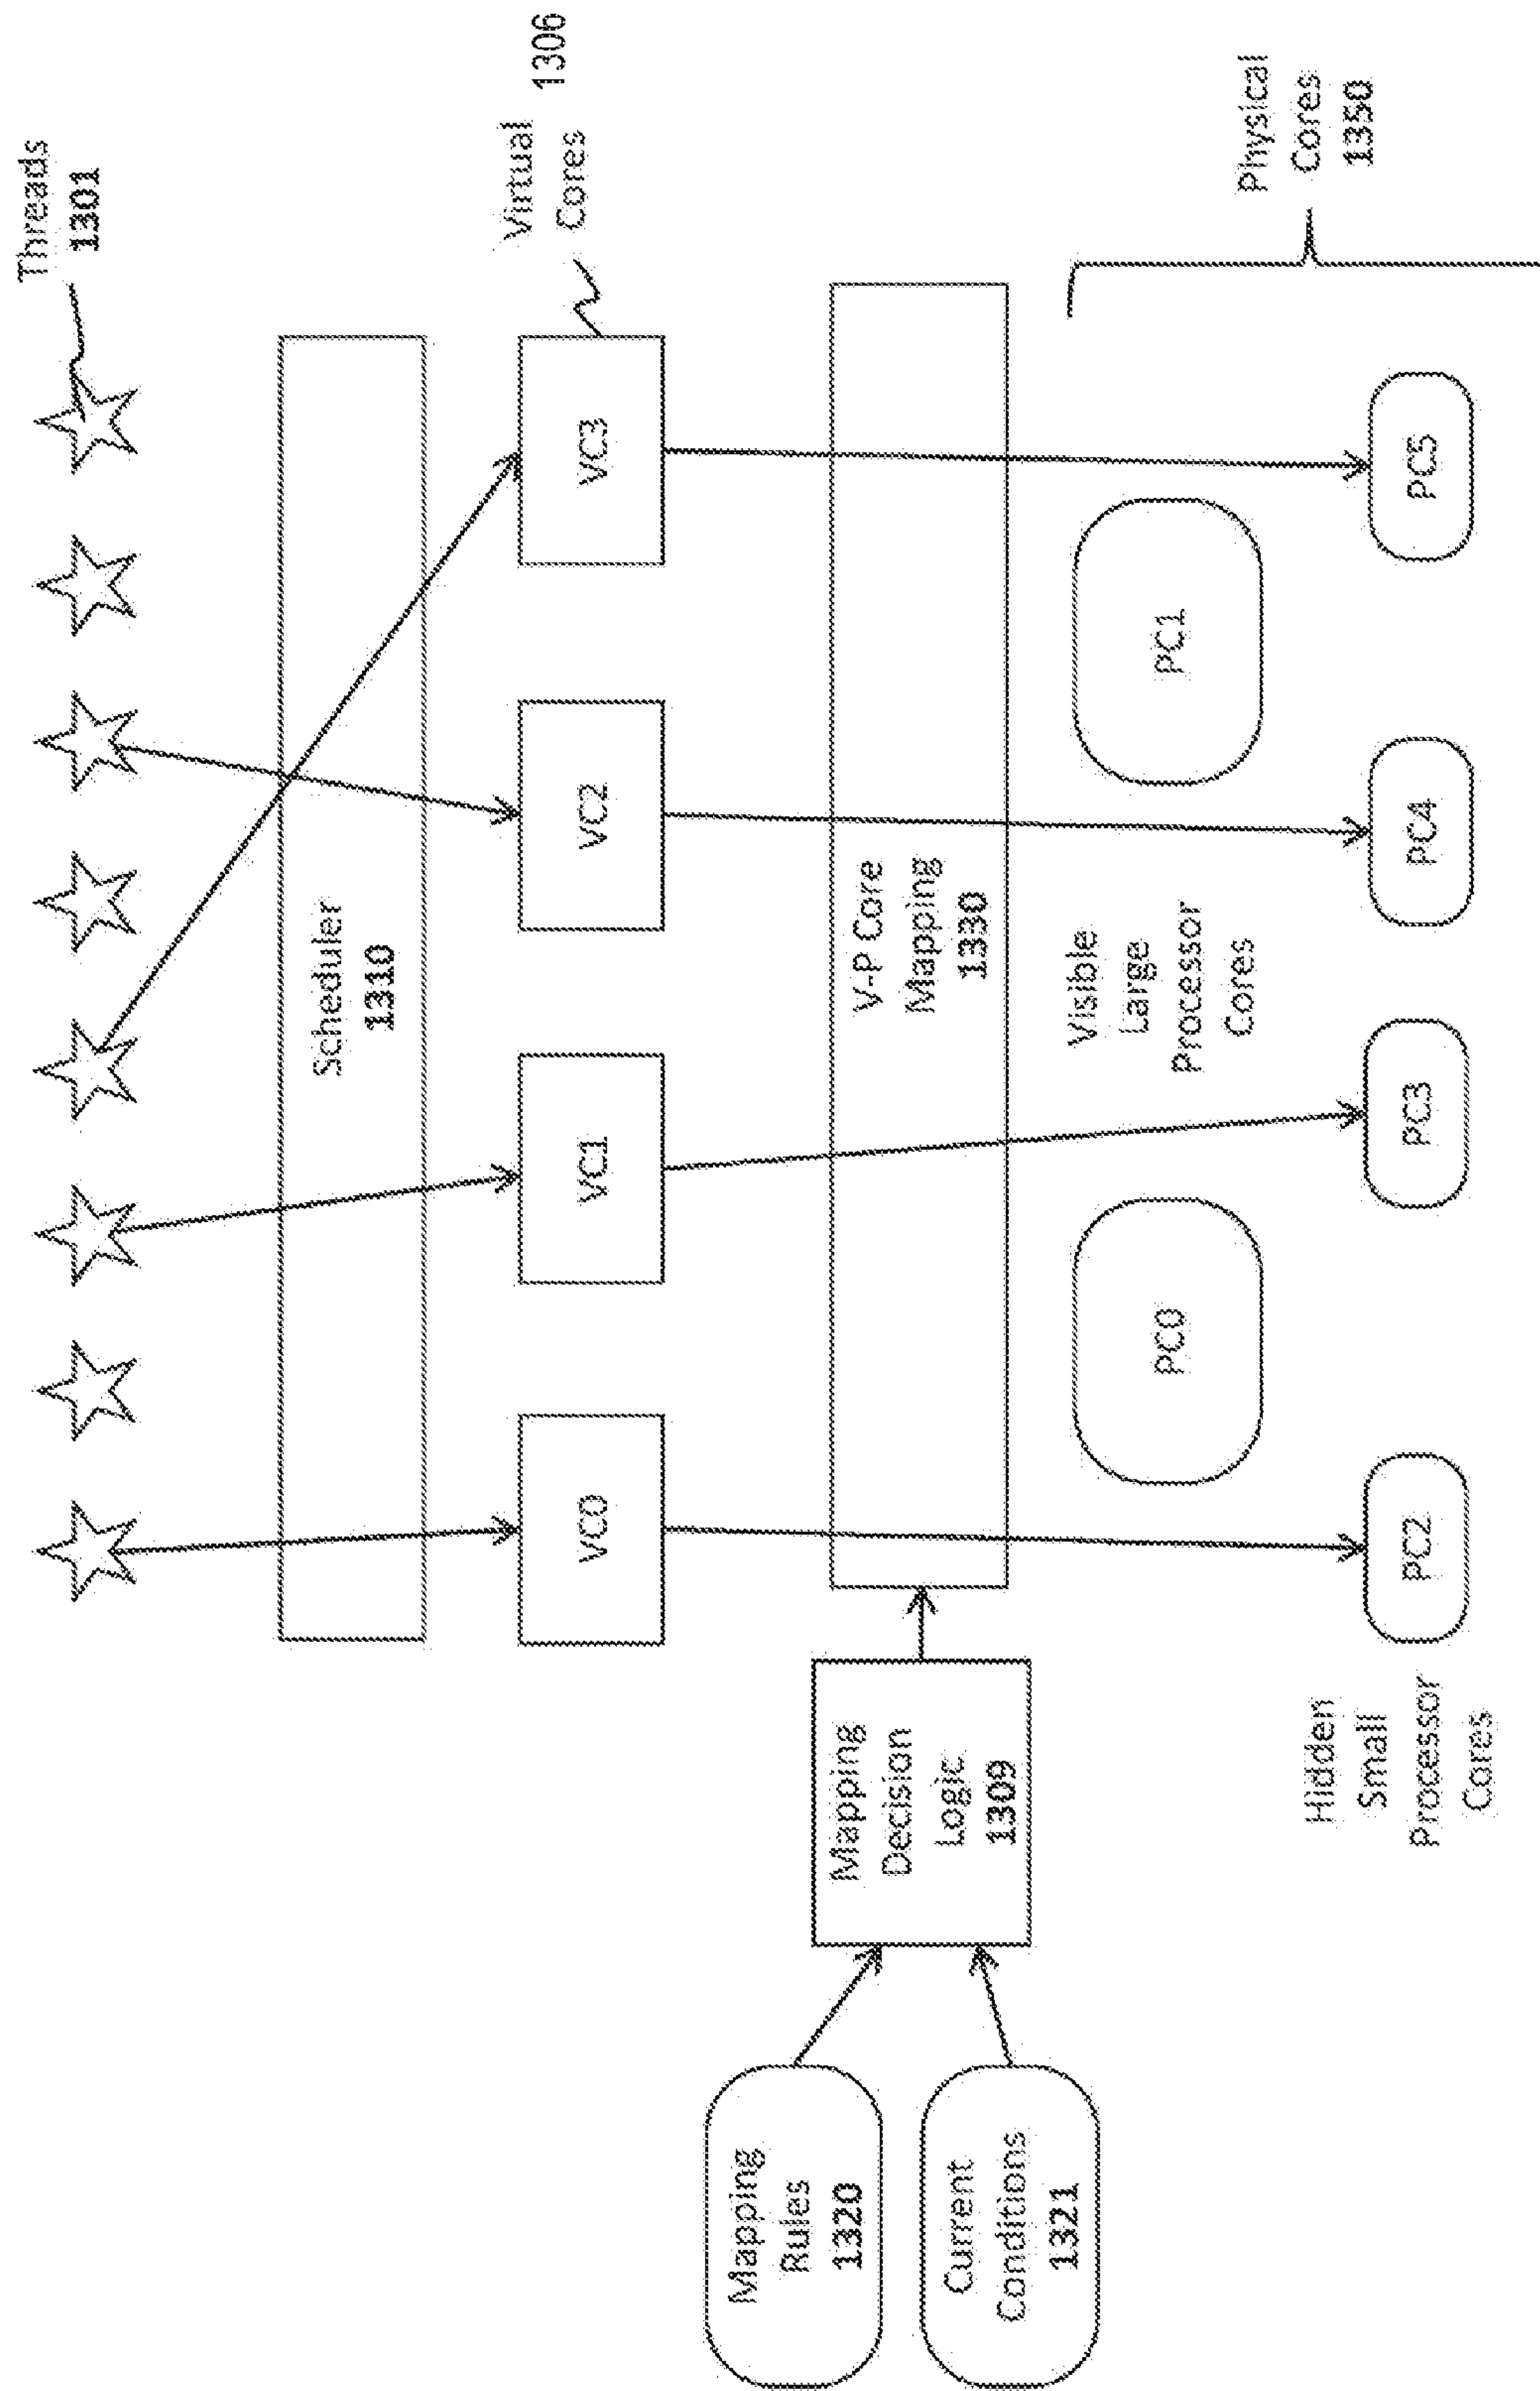 Threads
1301
Scheduler
1310
VC0
VC1
VC2
VC3
Virtual
Cores
1306
Mapping
Rules
1320
Current
Conditions
1321
Mapping
Decision
Logic
1309
V-P Core
Mapping
1330
PC0
Visible
Large
Processor
Cores
PC1
Physical
Cores
1350
Hidden
Small
Processor
Cores
PC2
PC3
PC4
PC5